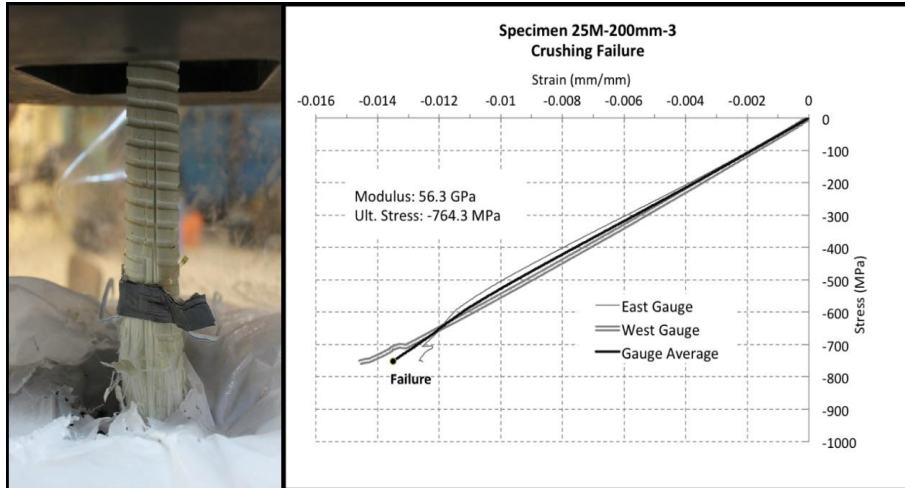 Specimen 25M-200mm-3
Crushing Failure
Strain (mm/mm)
-0.016 -0.014 -0.012 -0.01 -0.008 -0.006 -0.004 -0.002 0
0
-100
-200
-300
-400
-500
-600
-700
-800
-900
-1000
Stress (MPa)
Modulus: 56.3 GPa
Ult. Stress: -764.3 MPa
East Gauge
West Gauge
Gauge Average
Failure